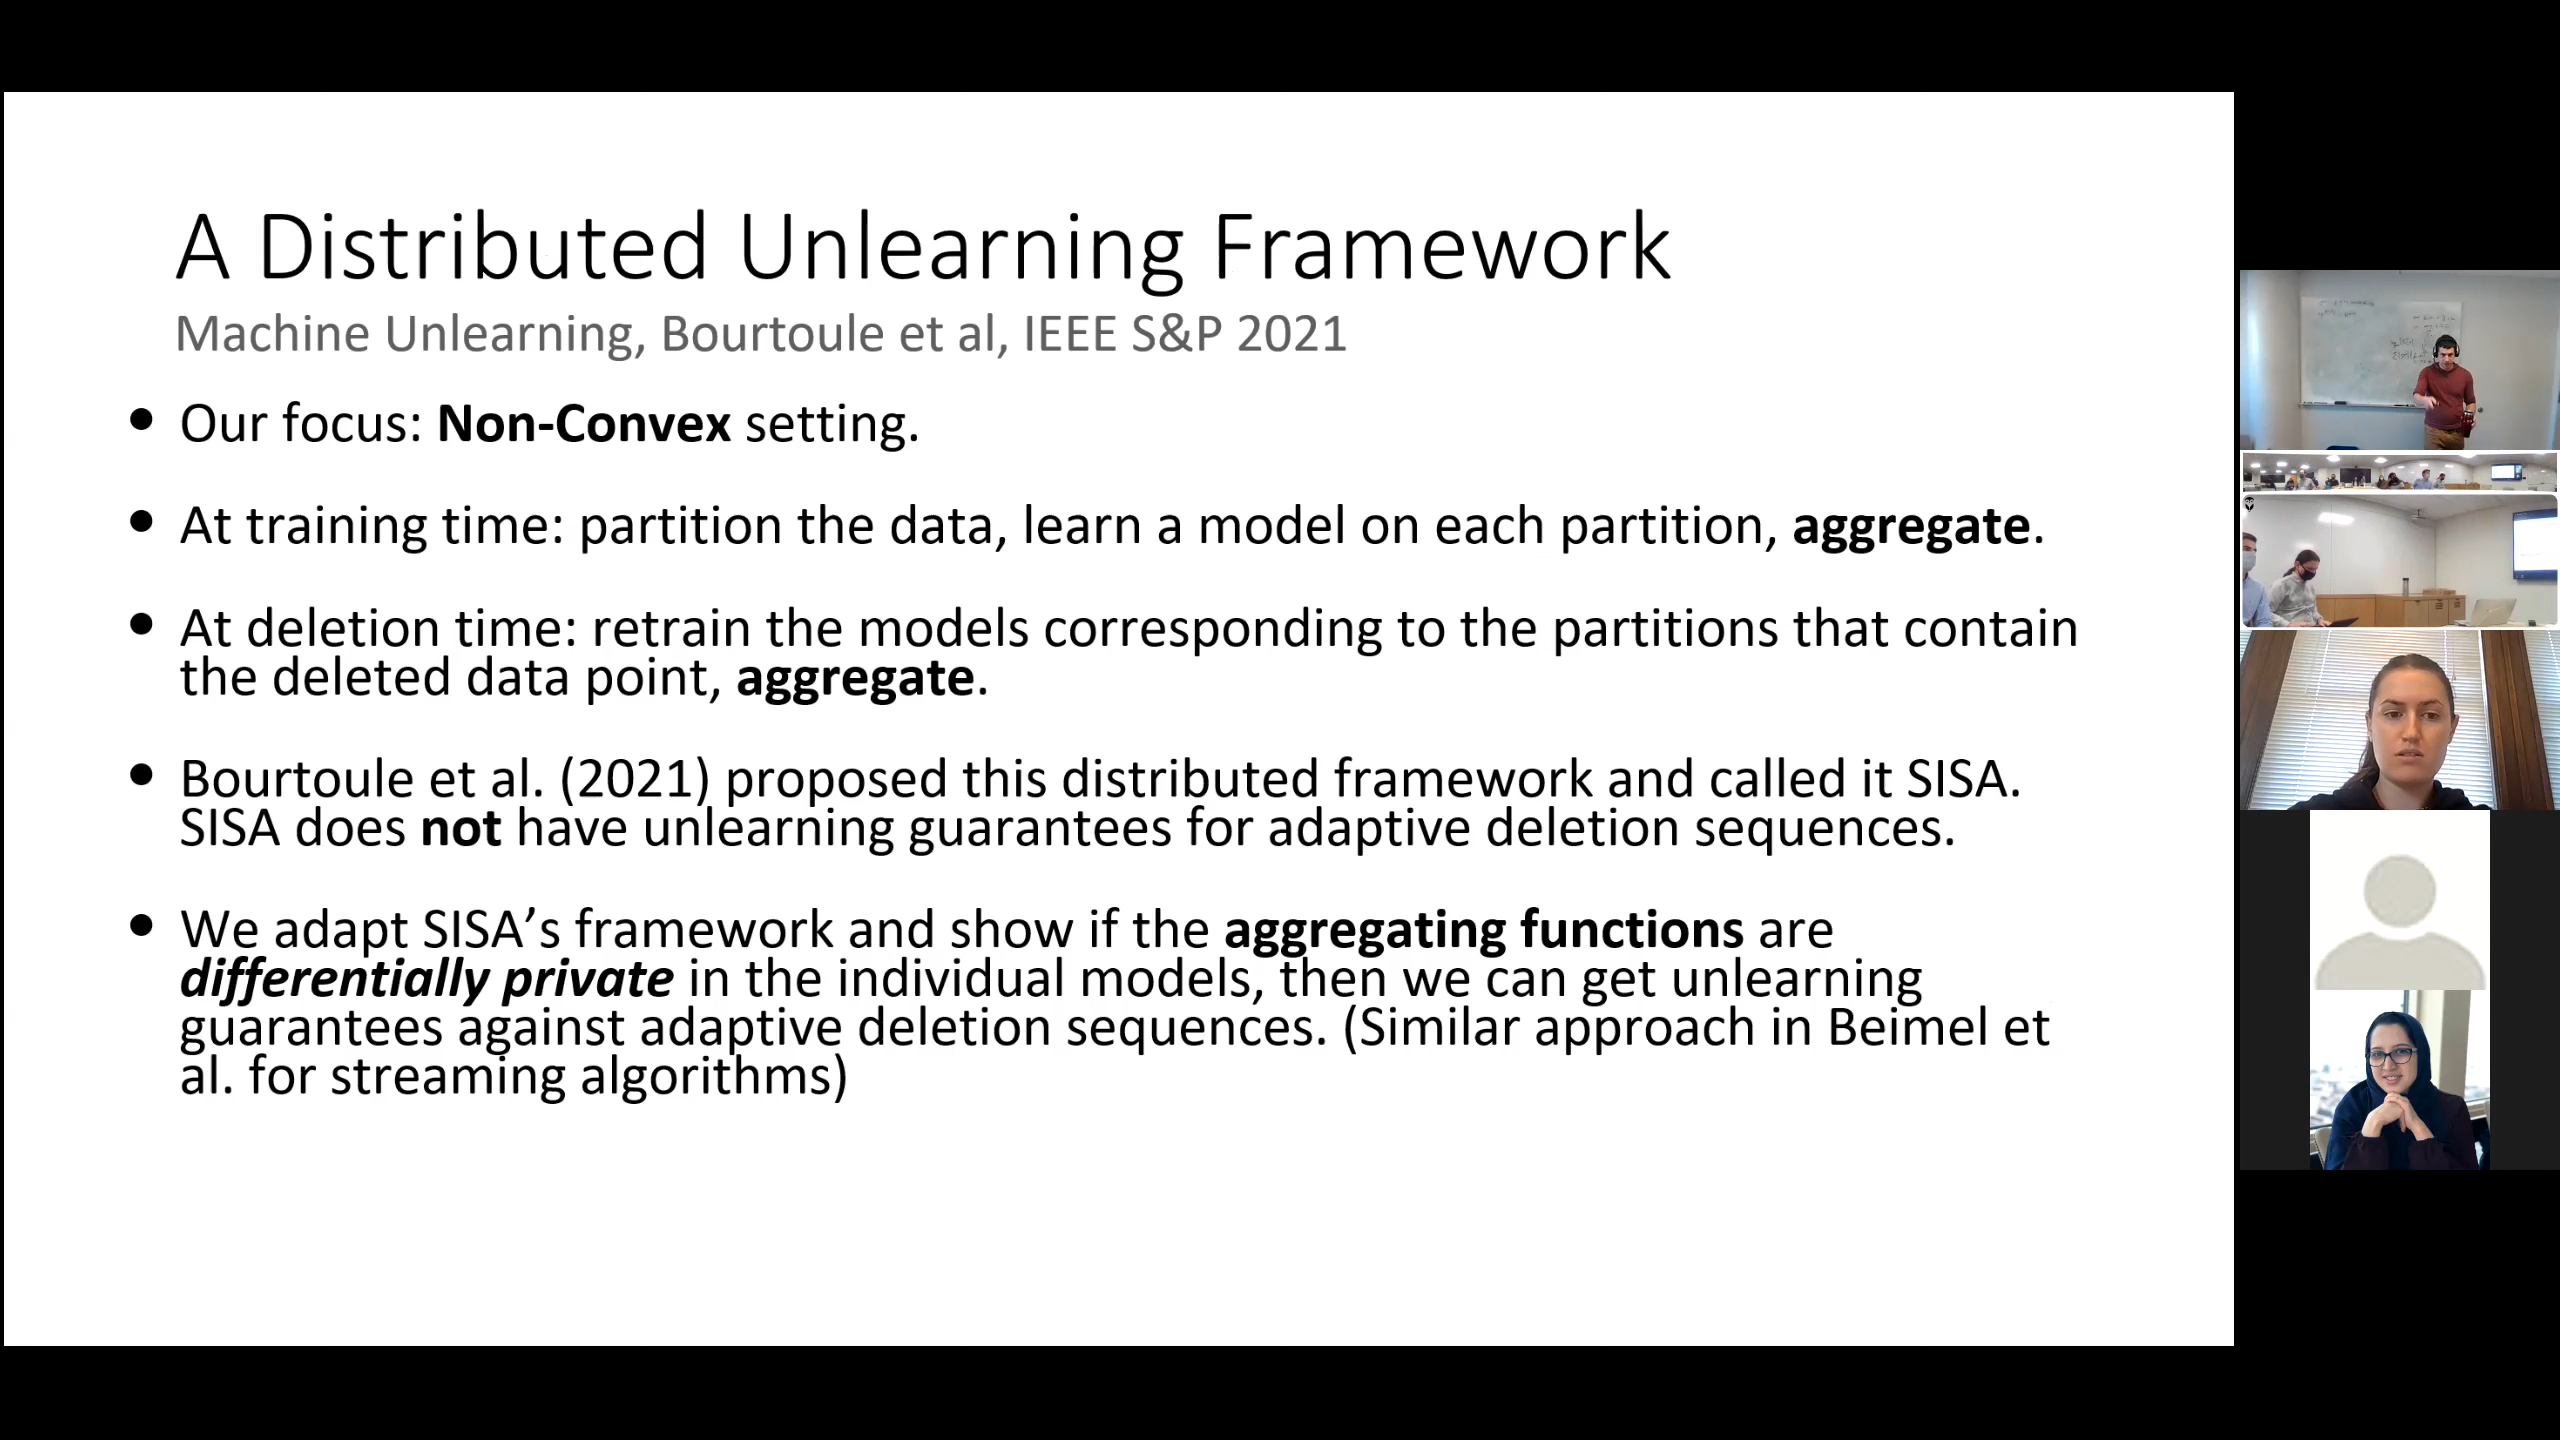 A Distributed Unlearning Framework
Machine Unlearning, Bourtoule et al, IEEE S&P 2021
• Our focus: Non-Convex setting.
• At training time: partition the data, learn a model on each partition, aggregate.
• At deletion time: retrain the models corresponding to the partitions that contain
the deleted data point, aggregate.
• Bourtoule et al. (2021) proposed this distributed framework and called it SISA.
SISA does not have unlearning guarantees for adaptive deletion sequences.
• We adapt SISA’s framework and show if the aggregating functions are
differentially private in the individual models, then we can get unlearning
guarantees against adaptive deletion sequences. (Similar approach in Beimel et
al. for streaming algorithms)